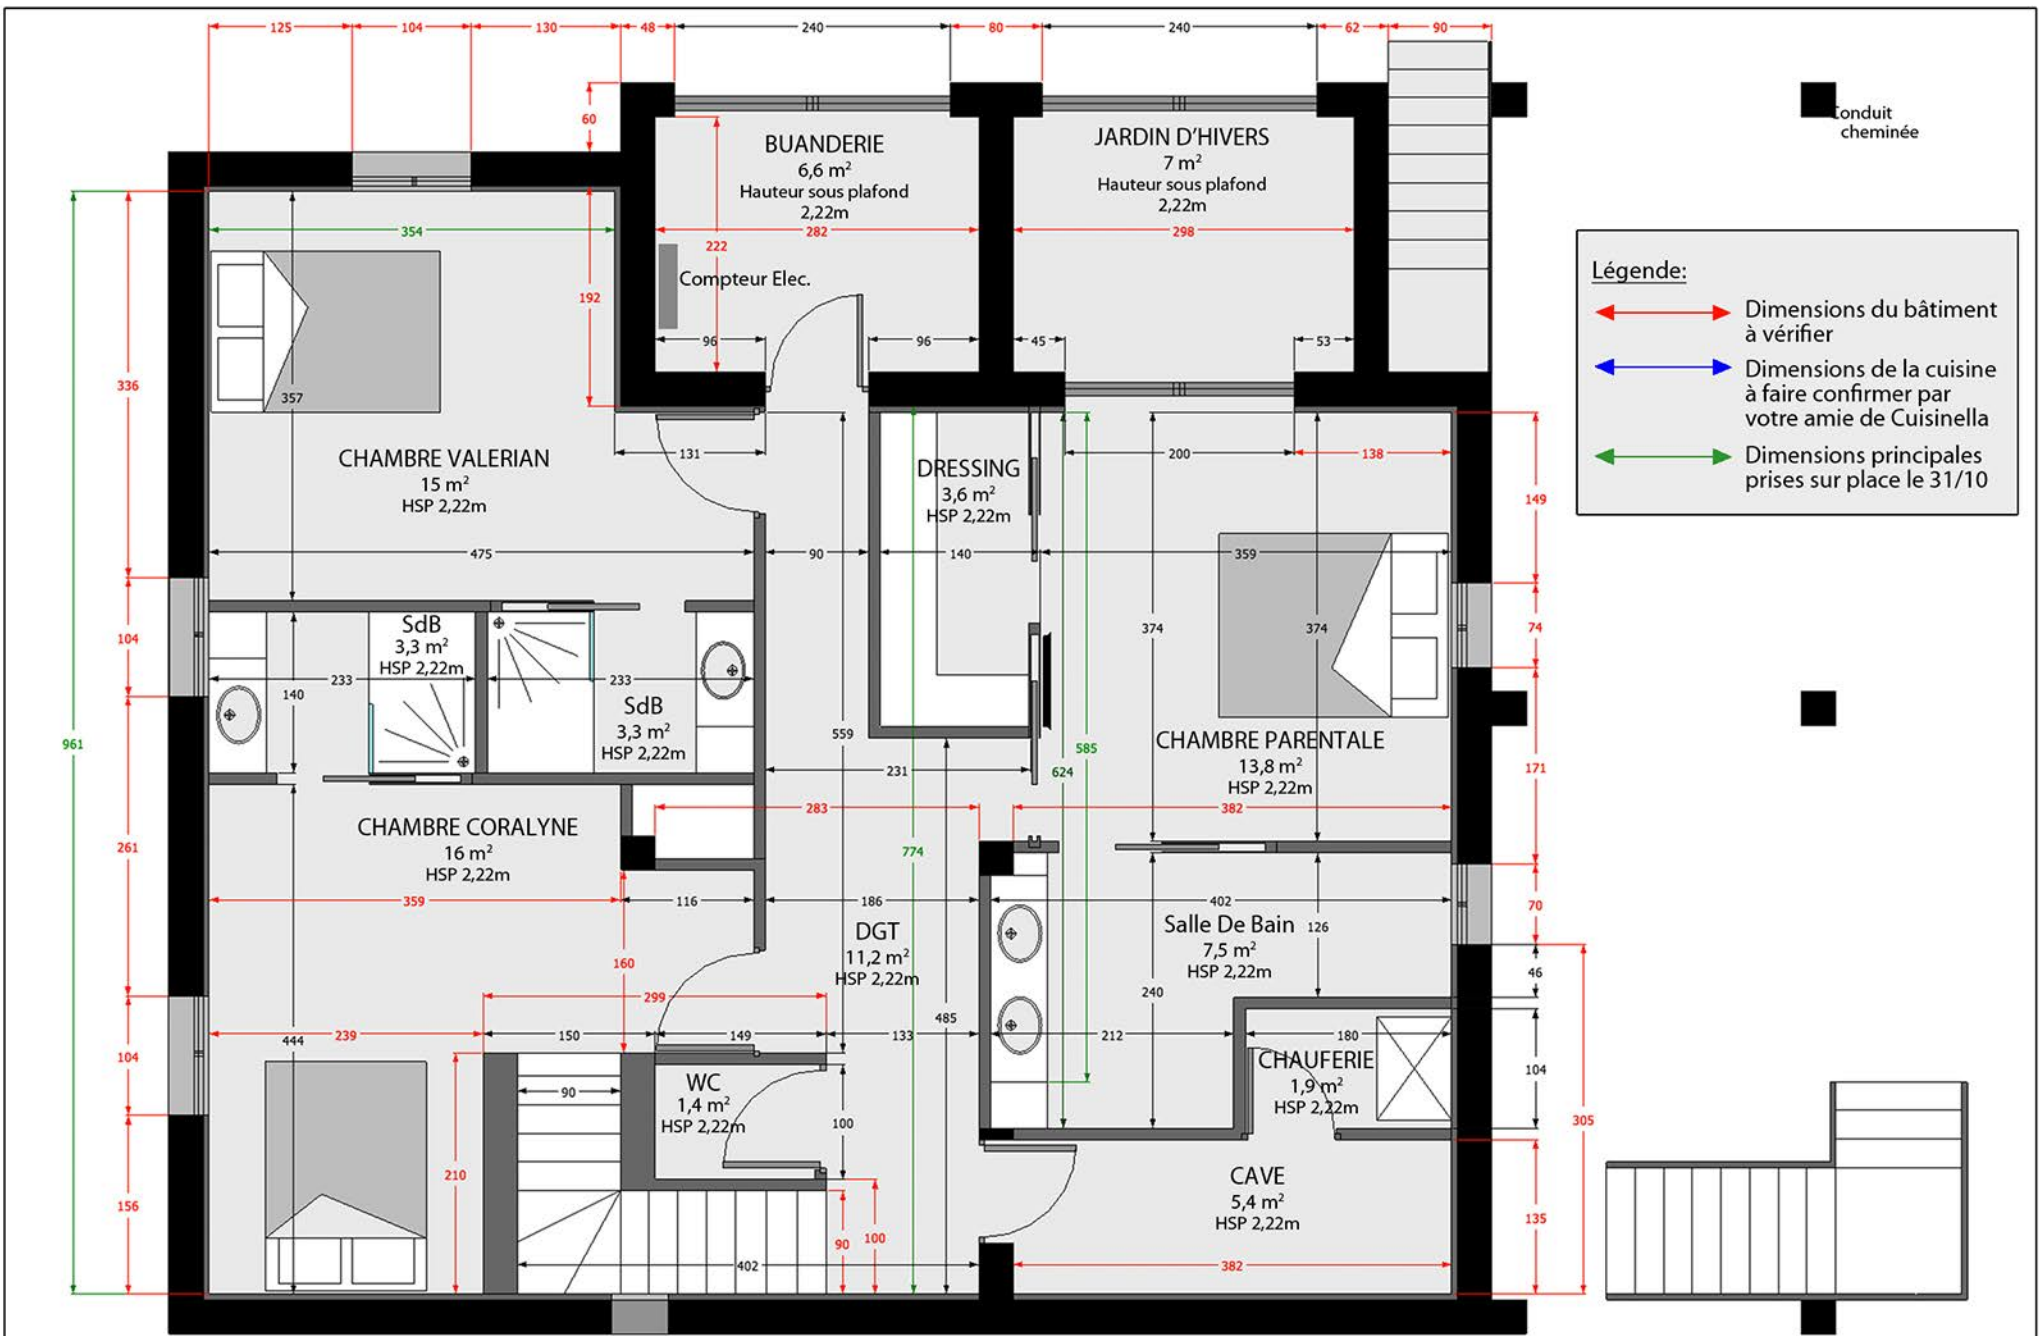 125
104
130
48
240
80
240
62
90
60
Conduit
cheminée
BUANDERIE
6,6 m²
Hauteur sous plafond
2,22m
282
222
Compteur Elec.
96
96
JARDIN D'HIVERS
7 m²
Hauteur sous plafond
2,22m
298
45
53
Légende:
Dimensions du bâtiment
à vérifier
Dimensions de la cuisine
à faire confirmer par
votre amie de Cuisinella
Dimensions principales
prises sur place le 31/10
354
192
336
357
CHAMBRE VALERIAN
15 m²
HSP 2,22m
131
475
90
DRESSING
3,6 m²
HSP 2,22m
140
200
138
359
149
104
SdB
3,3 m²
HSP 2,22m
233
140
233
SdB
3,3 m²
HSP 2,22m
374
374
74
961
559
585
624
231
CHAMBRE PARENTALE
13,8 m²
HSP 2,22m
171
283
382
CHAMBRE CORALYNE
16 m²
HSP 2,22m
261
774
359
116
186
402
70
DGT
11,2 m²
HSP 2,22m
Salle De Bain
7,5 m²
HSP 2,22m
126
160
299
46
240
485
239
444
150
149
133
212
180
104
90
WC
1,4 m²
HSP 2,22m
100
CHAUFERIE
1,9 m²
HSP 2,22m
104
305
210
156
CAVE
5,4 m²
HSP 2,22m
135
90
100
402
382